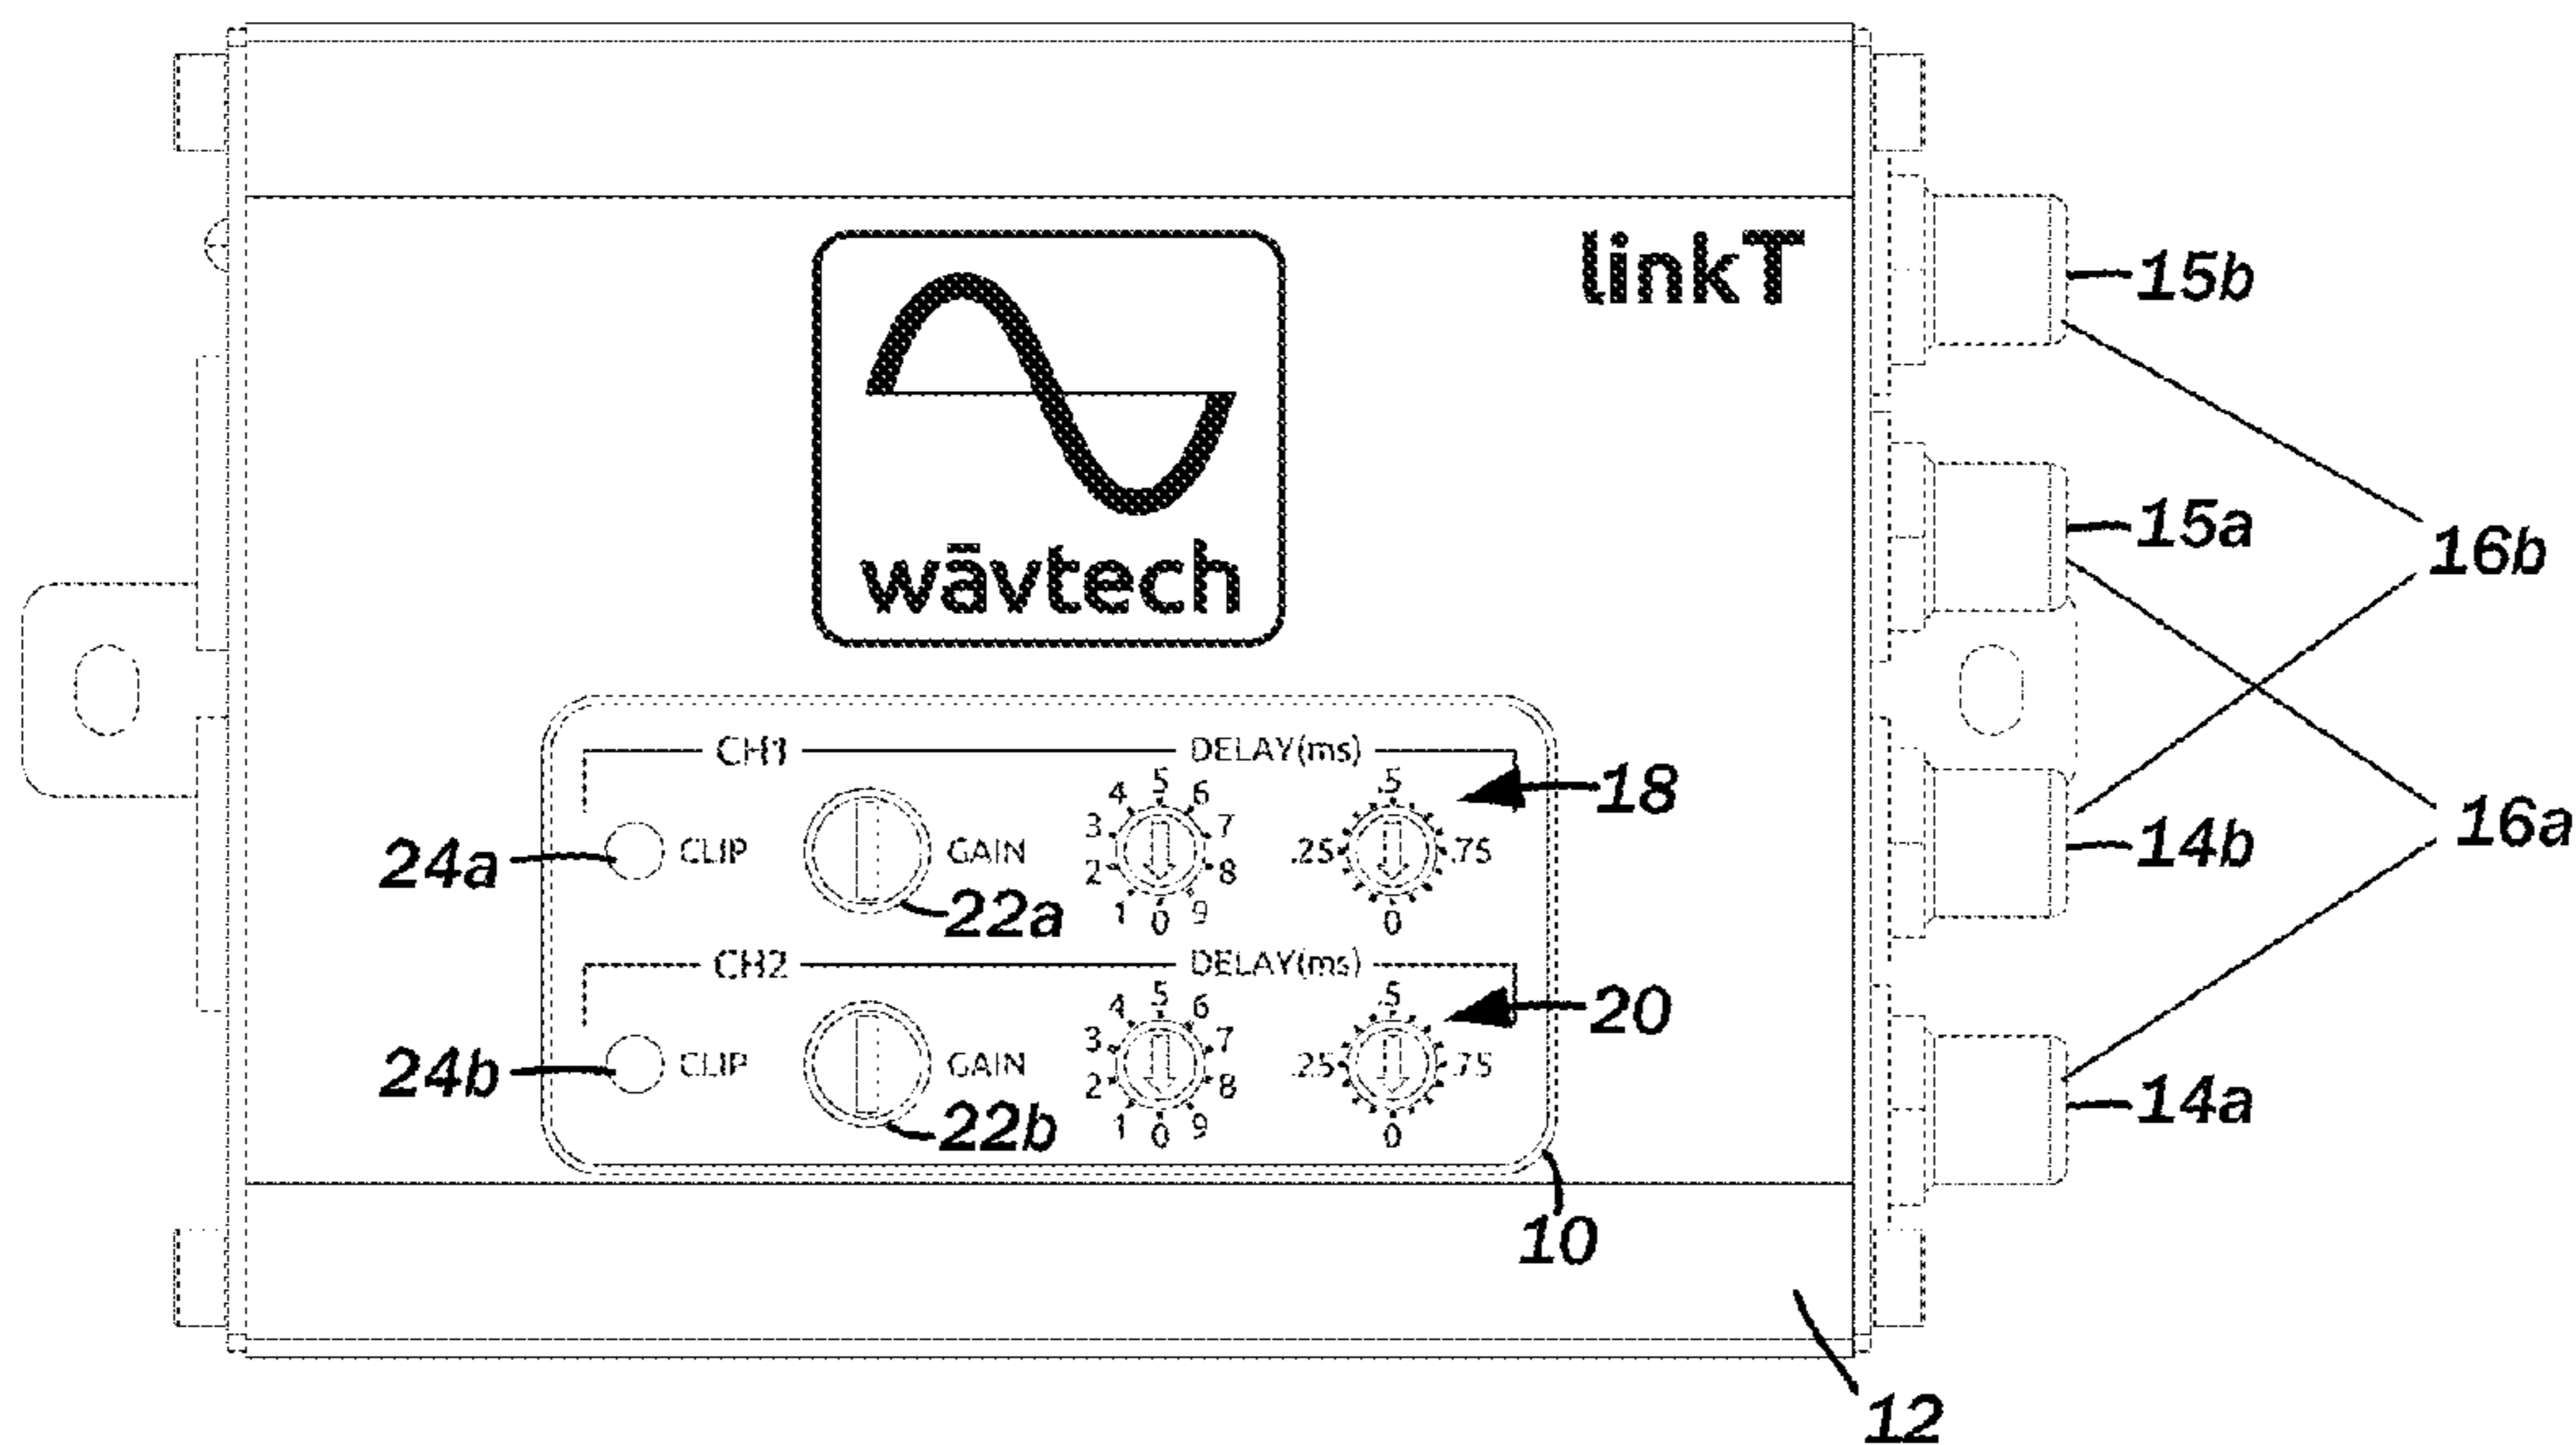 linkT
15b
wāvtech
15a
16b
CH1 DELAY(ms)
18
4 5 6
3 7
2 8
1 0 9
.5
.25 .75
0
24a
CLIP
GAIN
22a
14b
16a
CH2 DELAY(ms)
20
4 5 6
3 7
2 8
1 0 9
.5
.25 .75
0
24b
CLIP
GAIN
22b
14a
10
12